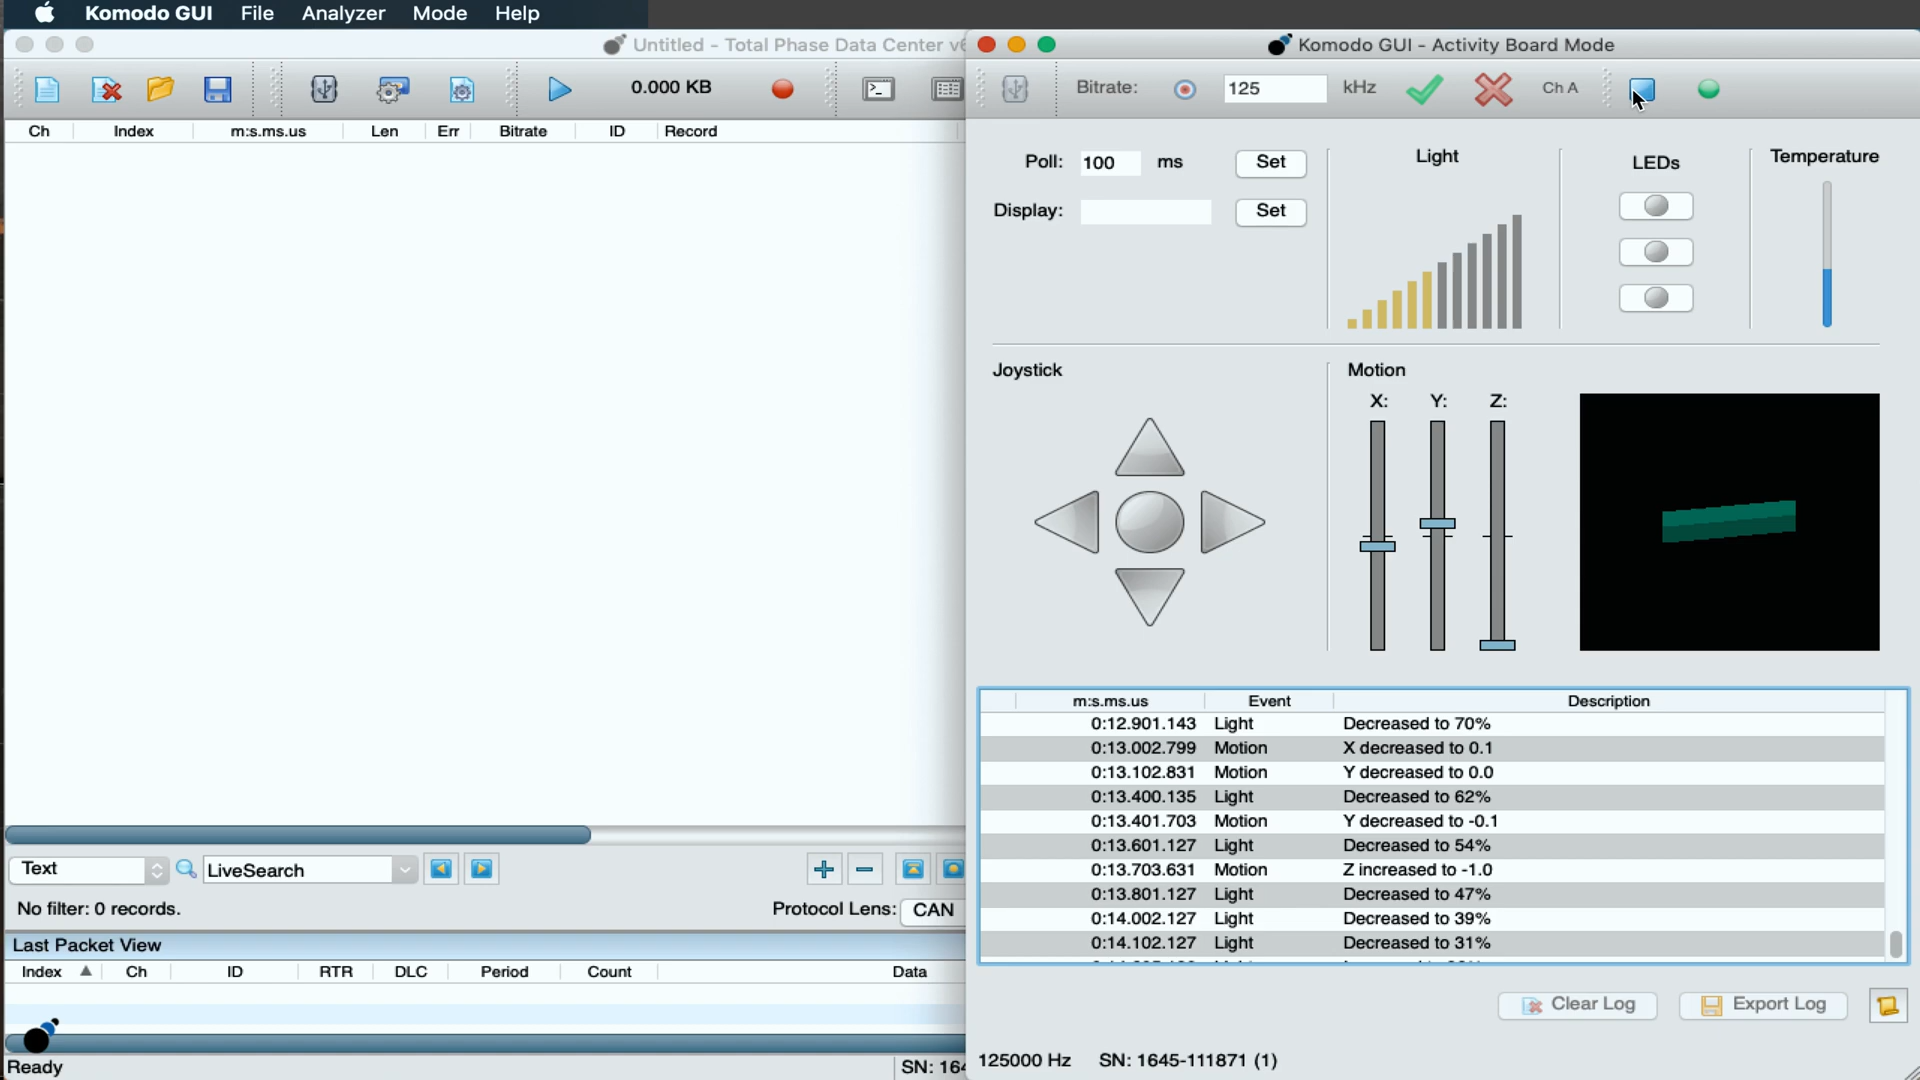 Komodo GUI File Analyzer Mode Help
Untitled - Total Phase Data Center v6
0.000 KB
Ch Index m:s.ms.us Len Err Bitrate ID Record
Text LiveSearch
No filter: 0 records. Protocol Lens: CAN
Last Packet View
Index Ch ID RTR DLC Period Count Data
Ready SN: 164
Komodo GUI - Activity Board Mode
Bitrate: 125 kHz Ch A
Poll: 100 ms Set
Display: Set
Light
LEDs
Temperature
Joystick
Motion
X: Y: Z:
m:s.ms.us Event Description
0:12.901.143 Light Decreased to 70%
0:13.002.799 Motion X decreased to 0.1
0:13.102.831 Motion Y decreased to 0.0
0:13.400.135 Light Decreased to 62%
0:13.401.703 Motion Y decreased to -0.1
0:13.601.127 Light Decreased to 54%
0:13.703.631 Motion Z increased to -1.0
0:13.801.127 Light Decreased to 47%
0:14.002.127 Light Decreased to 39%
0:14.102.127 Light Decreased to 31%
Clear Log Export Log
125000 Hz SN: 1645-111871 (1)